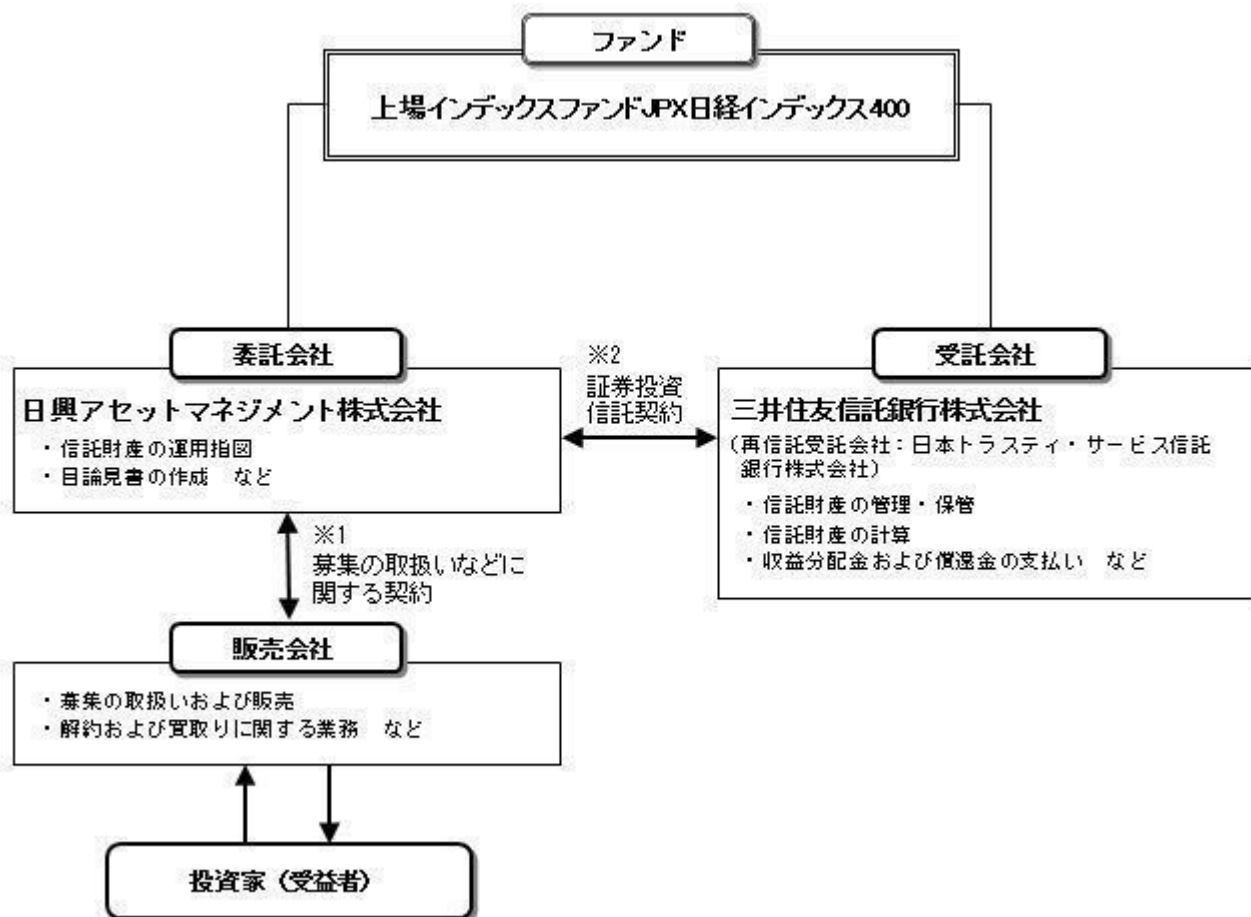 ファンド
上場インデックスファンドJPX日経インデックス400
委託会社
日興アセットマネジメント株式会社
・信託財産の運用指図
・目論見書の作成 など
※2
証券投資
信託契約
受託会社
三井住友信託銀行株式会社
(再信託受託会社:日本トラスティ・サービス信託
銀行株式会社)
・信託財産の管理・保管
・信託財産の計算
・収益分配金および償還金の支払い など
※1
募集の取扱いなどに
関する契約
販売会社
・募集の取扱いおよび販売
・解約および買取りに関する業務 など
投資家(受益者)